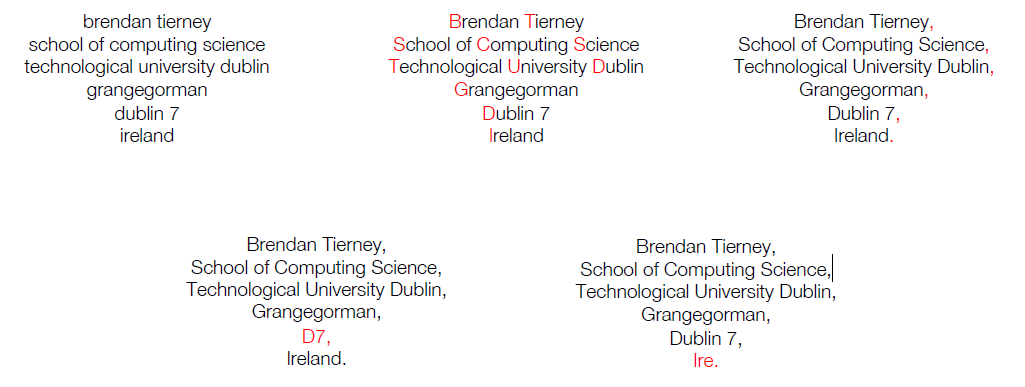 brendan tierney
school of computing science
technological university dublin
grangegorman
dublin 7
ireland
Brendan Tierney
School of Computing Science
Technological University Dublin
Grangegorman
Dublin 7
Ireland
Brendan Tierney,
School of Computing Science,
Technological University Dublin,
Grangegorman,
Dublin 7,
Ireland.
Brendan Tierney,
School of Computing Science,
Technological University Dublin,
Grangegorman,
D7,
Ireland.
Brendan Tierney,
School of Computing Science,
Technological University Dublin,
Grangegorman,
Dublin 7,
Ire.